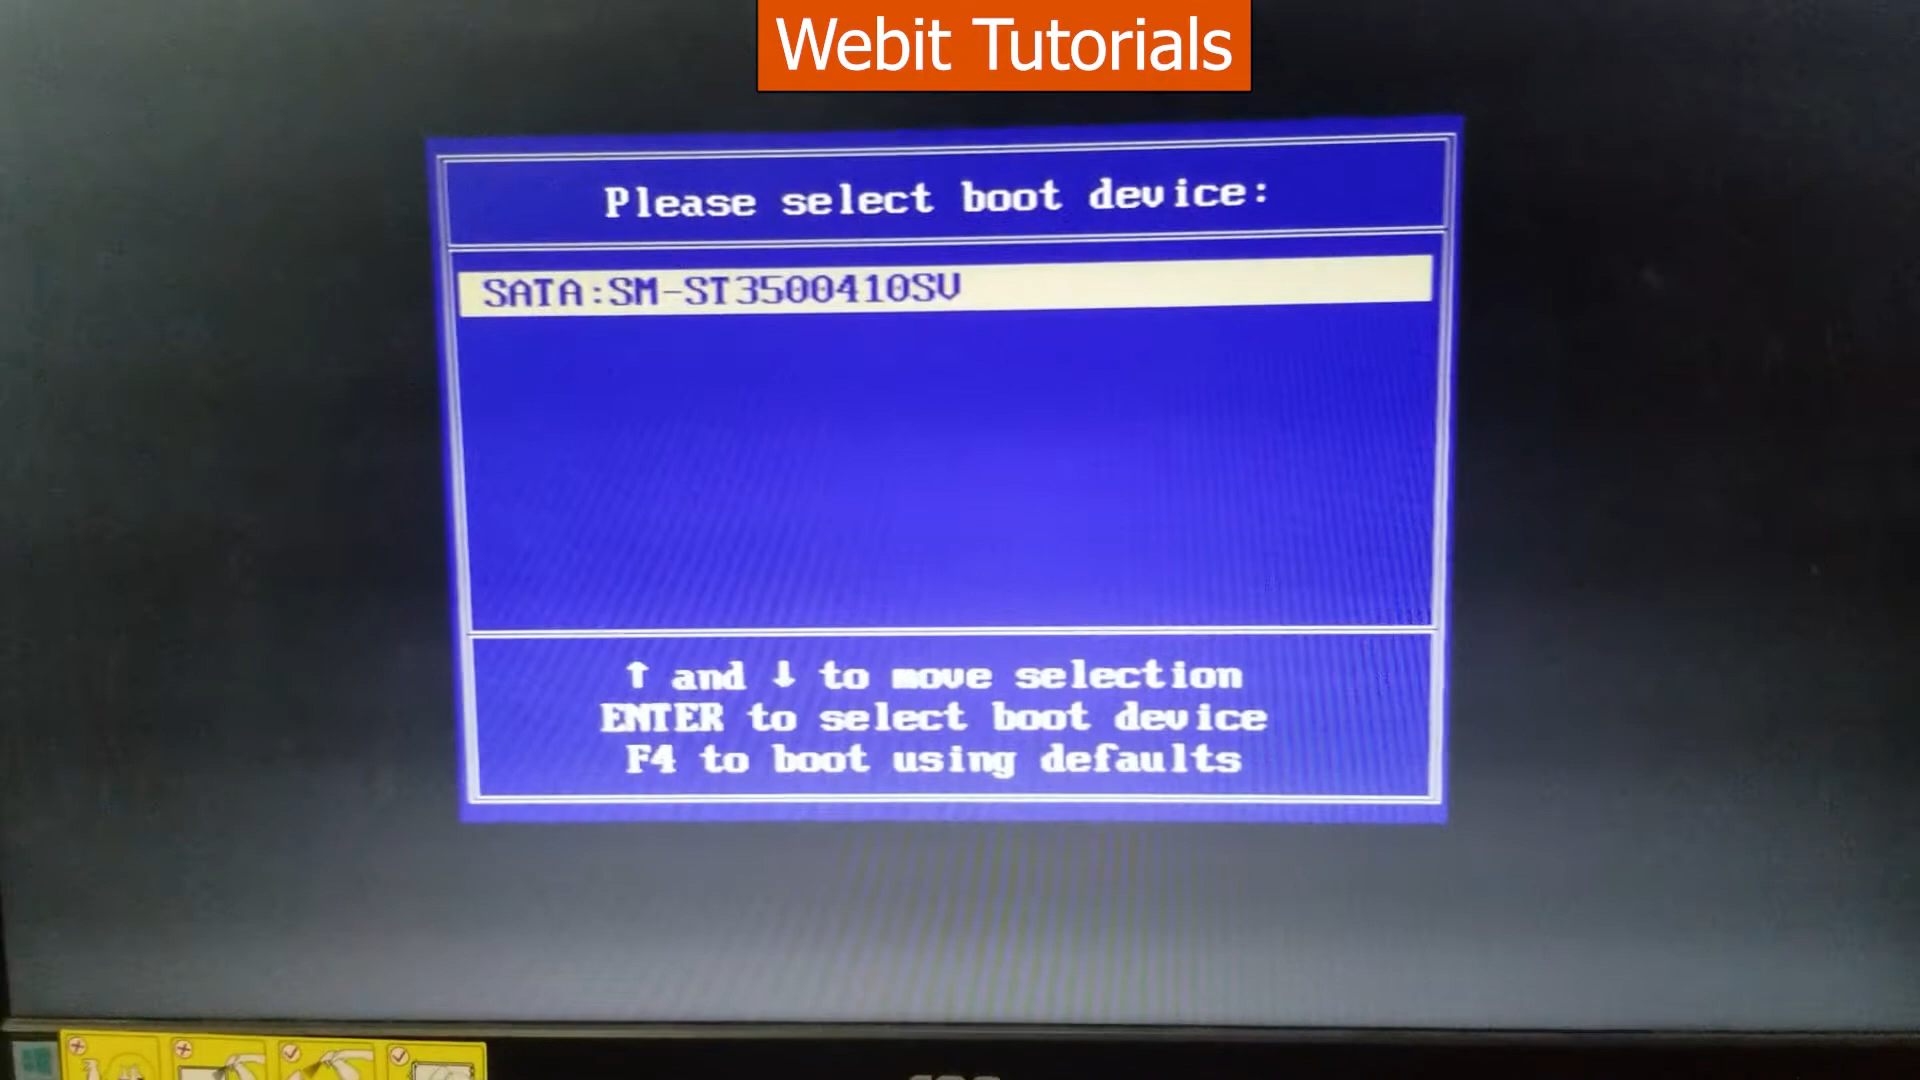 Webit Tutorials
Please select boot device:
SATA:SM-ST3500410SV
↑ and ↓ to move selection
ENTER to select boot device
F4 to boot using defaults